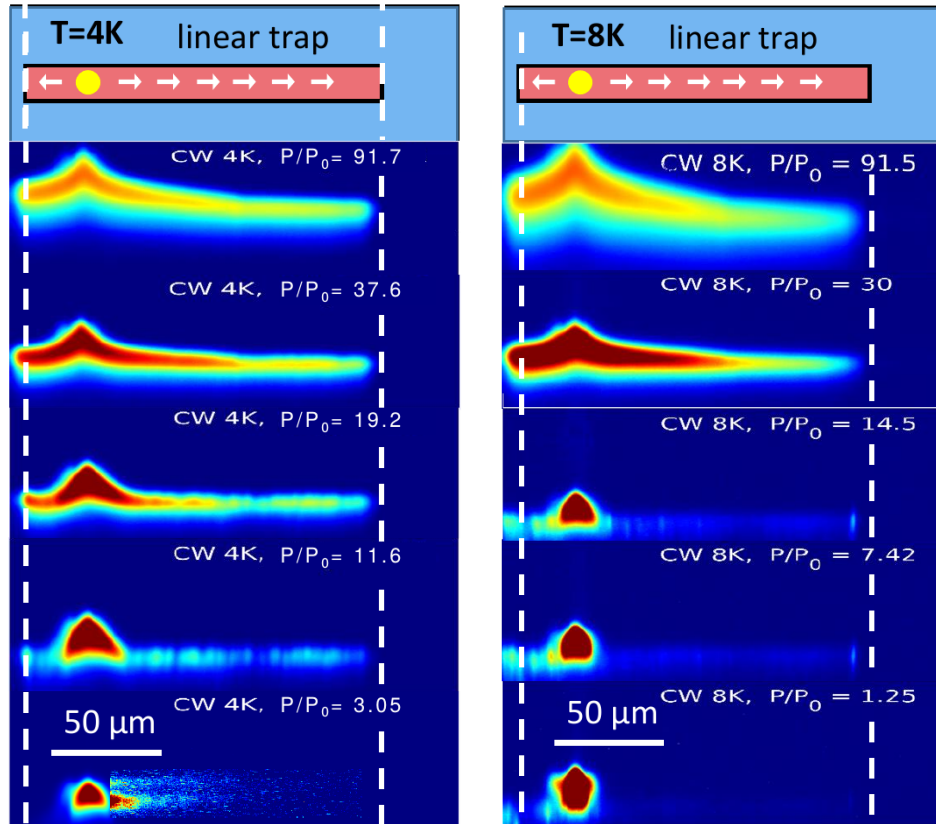 T=4K linear trap
CW 4K, P/P₀= 91.7
CW 4K, P/P₀= 37.6
CW 4K, P/P₀= 19.2
CW 4K, P/P₀= 11.6
CW 4K, P/P₀= 3.05
50 µm
T=8K linear trap
CW 8K, P/P₀ = 91.5
CW 8K, P/P₀ = 30
CW 8K, P/P₀ = 14.5
CW 8K, P/P₀ = 7.42
CW 8K, P/P₀ = 1.25
50 µm